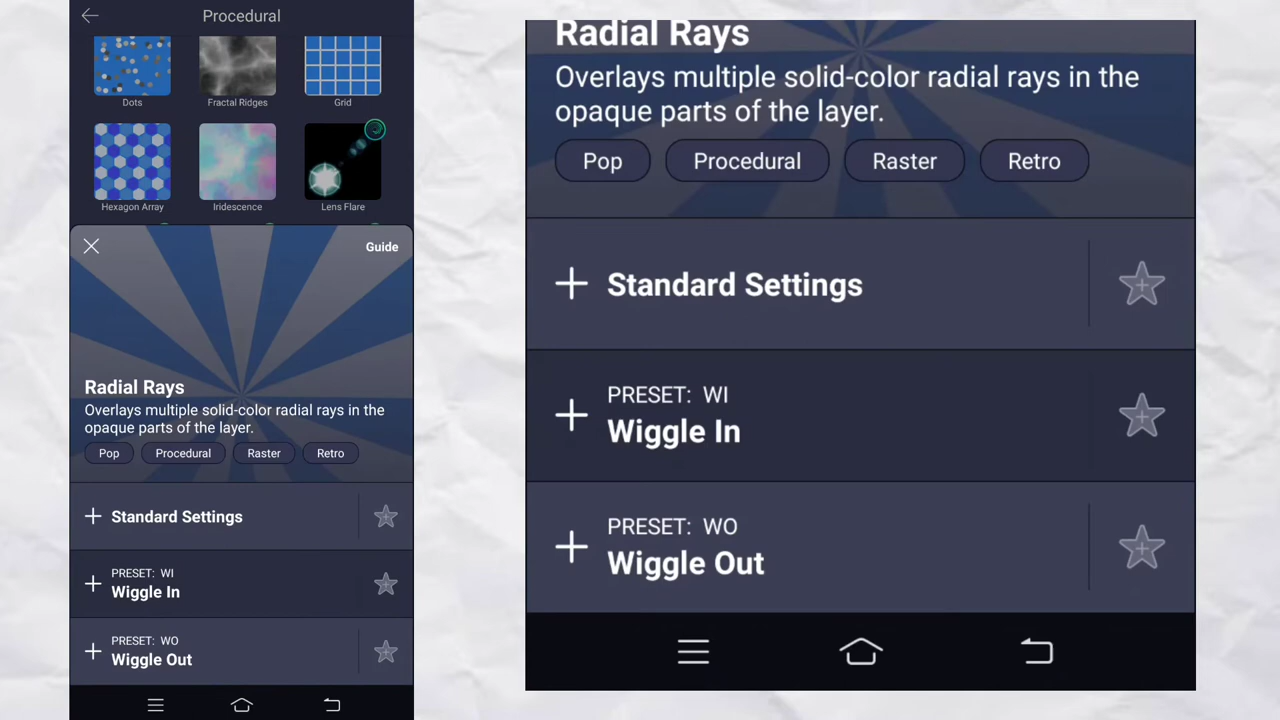 Procedural
Dots
Fractal Ridges
Grid
Hexagon Array
Iridescence
Lens Flare
Guide
Radial Rays
Overlays multiple solid-color radial rays in the
opaque parts of the layer.
Pop
Procedural
Raster
Retro
Standard Settings
PRESET: WI
Wiggle In
PRESET: WO
Wiggle Out
Radial Rays
Overlays multiple solid-color radial rays in the
opaque parts of the layer.
Pop
Procedural
Raster
Retro
Standard Settings
PRESET: WI
Wiggle In
PRESET: WO
Wiggle Out